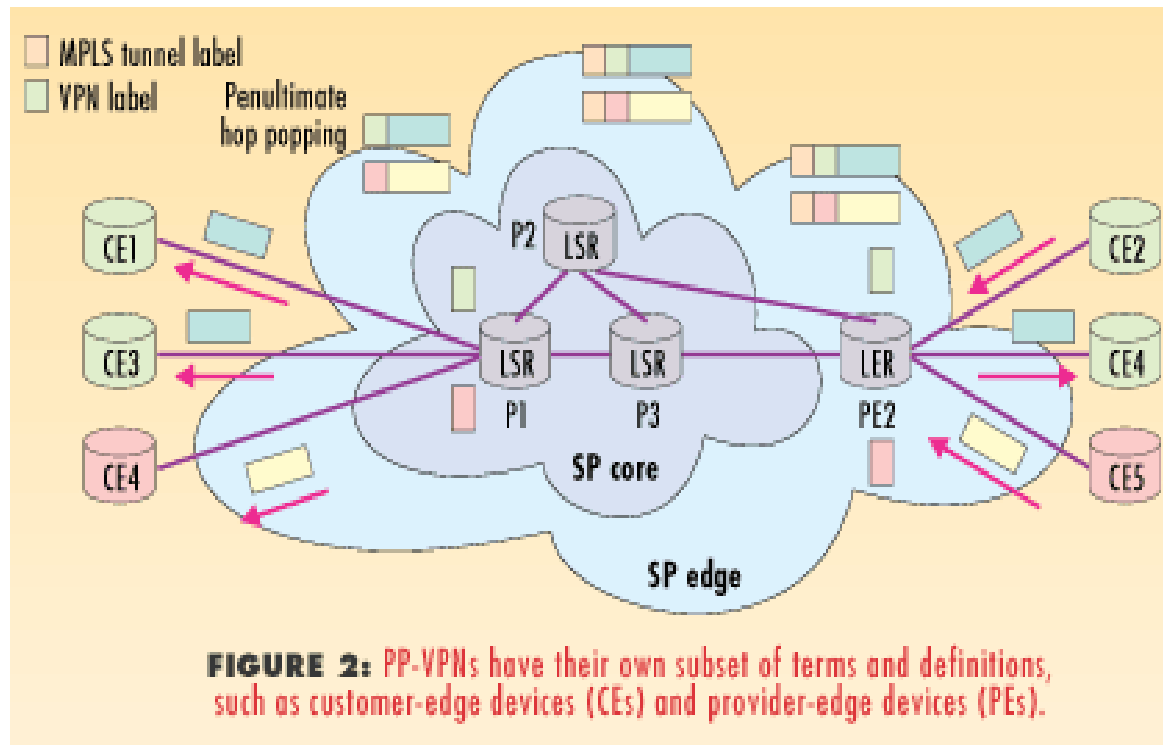 MPLS tunnel label
VPN label
Penultimate
hop popping
P2
LSR
CE1
CE2
CE3
LSR
LSR
LER
CE4
P1
P3
PE2
CE4
SP core
CE5
SP edge
FIGURE 2: PP-VPNs have their own subset of terms and definitions,
such as customer-edge devices (CEs) and provider-edge devices (PEs).